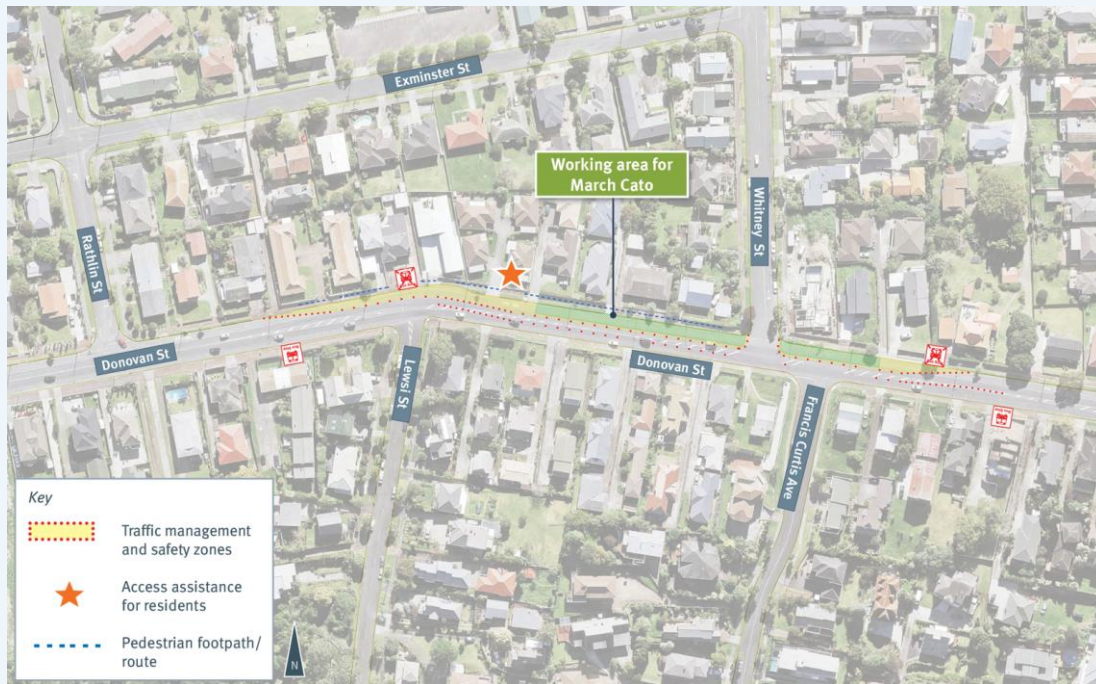 Exminster St
Working area for
March Cato
Whitney St
Rathlin St
Donovan St
Lewsi St
Donovan St
Francis Curtis Ave
Key
Traffic management
and safety zones
Access assistance
for residents
Pedestrian footpath/
route
N